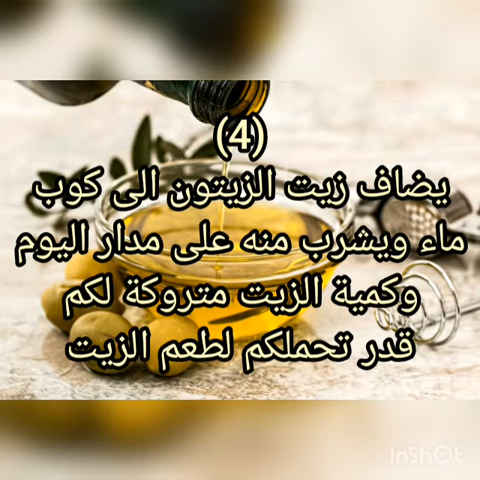 (4)
يضاف زيت الزيتون الى كوب
ماء ويشرب منه على مدار اليوم
وكمية الزيت متروكة لكم
قدر تحملكم لطعم الزيت
InShOt